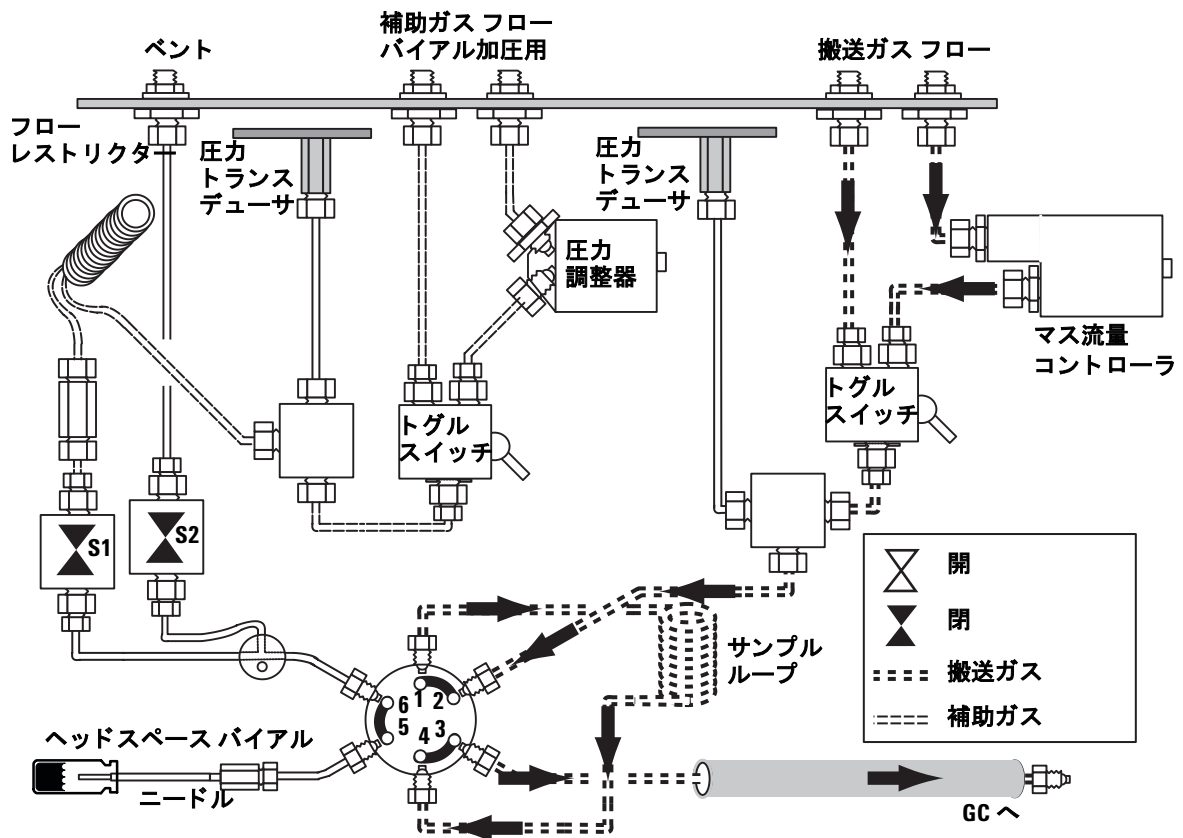 ベント
補助ガス フロー
バイアル加圧用
搬送ガス フロー
フロー
レストリクター
圧力
トランス
デューサ
圧力
調整器
圧力
トランス
デューサ
マス流量
コントローラ
トグル
スイッチ
トグル
スイッチ
S1
S2
開
閉
搬送ガス
補助ガス
サンプル
ループ
6 1 2
5 4 3
ヘッドスペース バイアル
ニードル
GC へ